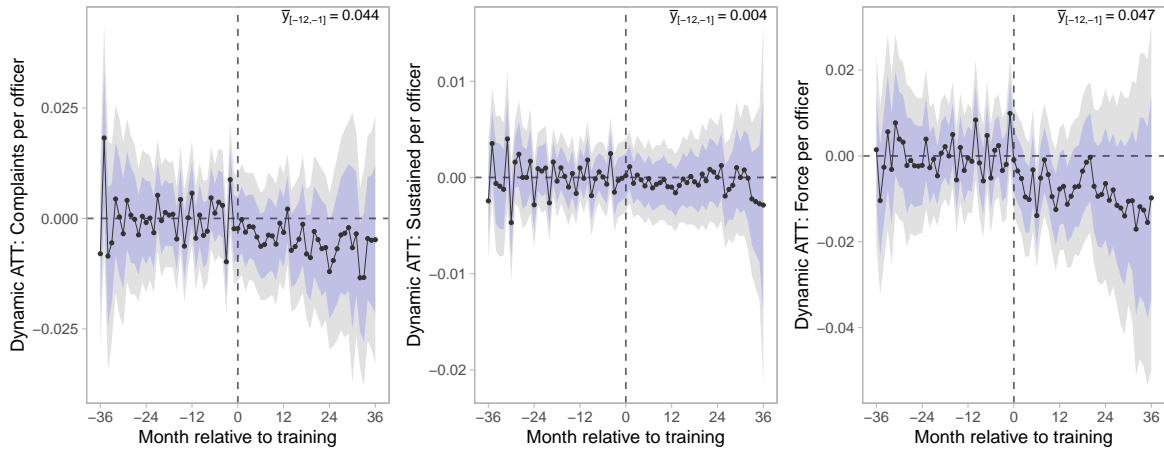 Dynamic ATT: Complaints per officer
y̅[−12,−1] = 0.044
0.025
0.000
−0.025
−36 −24 −12 0 12 24 36
Month relative to training
Dynamic ATT: Sustained per officer
y̅[−12,−1] = 0.004
0.01
0.00
−0.01
−0.02
−36 −24 −12 0 12 24 36
Month relative to training
Dynamic ATT: Force per officer
y̅[−12,−1] = 0.047
0.02
0.00
−0.02
−0.04
−36 −24 −12 0 12 24 36
Month relative to training